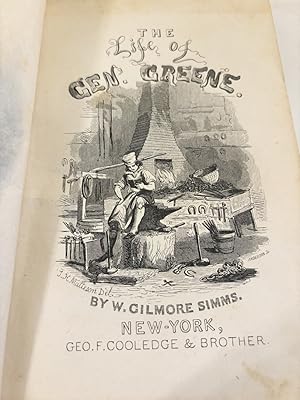 THE
Life of
GEN. GREENE.
BY W. GILMORE SIMMS.
NEW-YORK,
GEO. F. COOLEDGE & BROTHER.